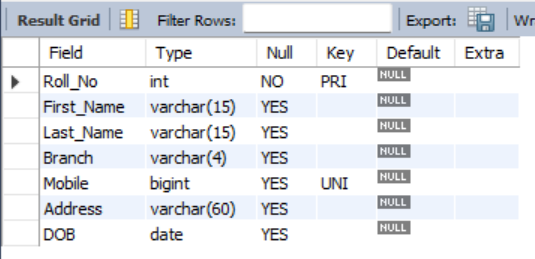 Result Grid Filter Rows: Export: Wr
Field Type Null Key Default Extra
Roll_No int NO PRI NULL
First_Name varchar(15) YES NULL
Last_Name varchar(15) YES NULL
Branch varchar(4) YES NULL
Mobile bigint YES UNI NULL
Address varchar(60) YES NULL
DOB date YES NULL